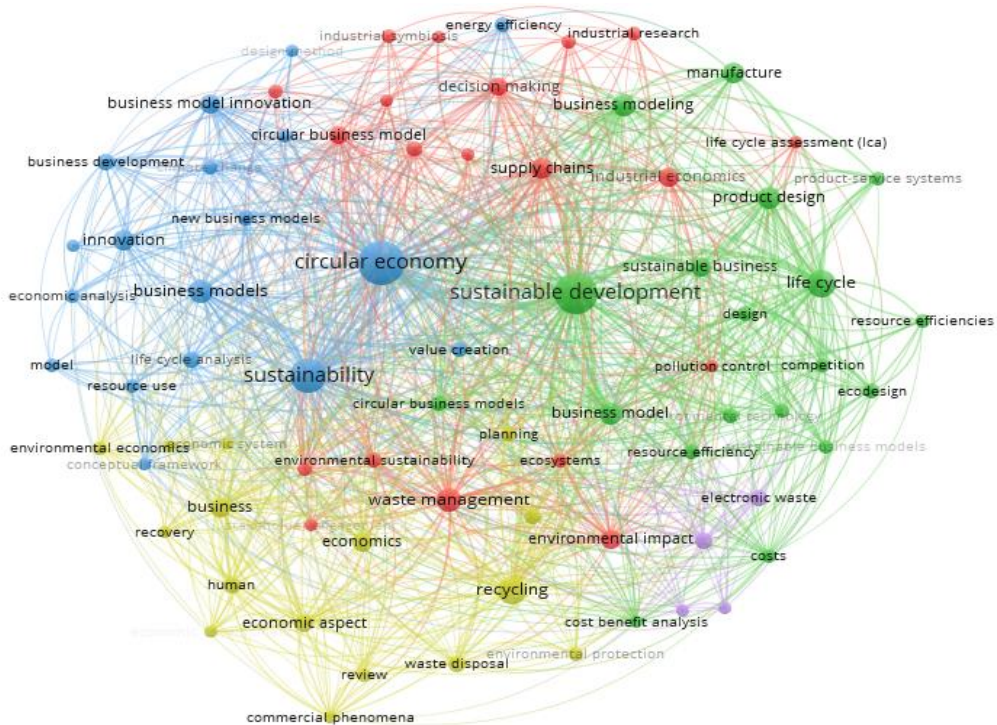 energy efficiency
industrial symbiosis
industrial research
design method
manufacture
decision making
business model innovation
business modeling
circular business model
life cycle assessment (lca)
business development
supply chains
industrial economics
product-service systems
climate change
product design
new business models
innovation
circular economy
sustainable business
economic analysis
business models
sustainable development
life cycle
design
resource efficiencies
value creation
model
life cycle analysis
pollution control
competition
sustainability
resource use
circular business models
ecodesign
business model
planning
environmental economics
economic system
sustainable business models
resource efficiency
conceptual framework
environmental sustainability
ecosystems
waste management
electronic waste
business
recovery
economics
environmental impact
costs
human
recycling
economic aspect
cost benefit analysis
environmental protection
waste disposal
review
commercial phenomena